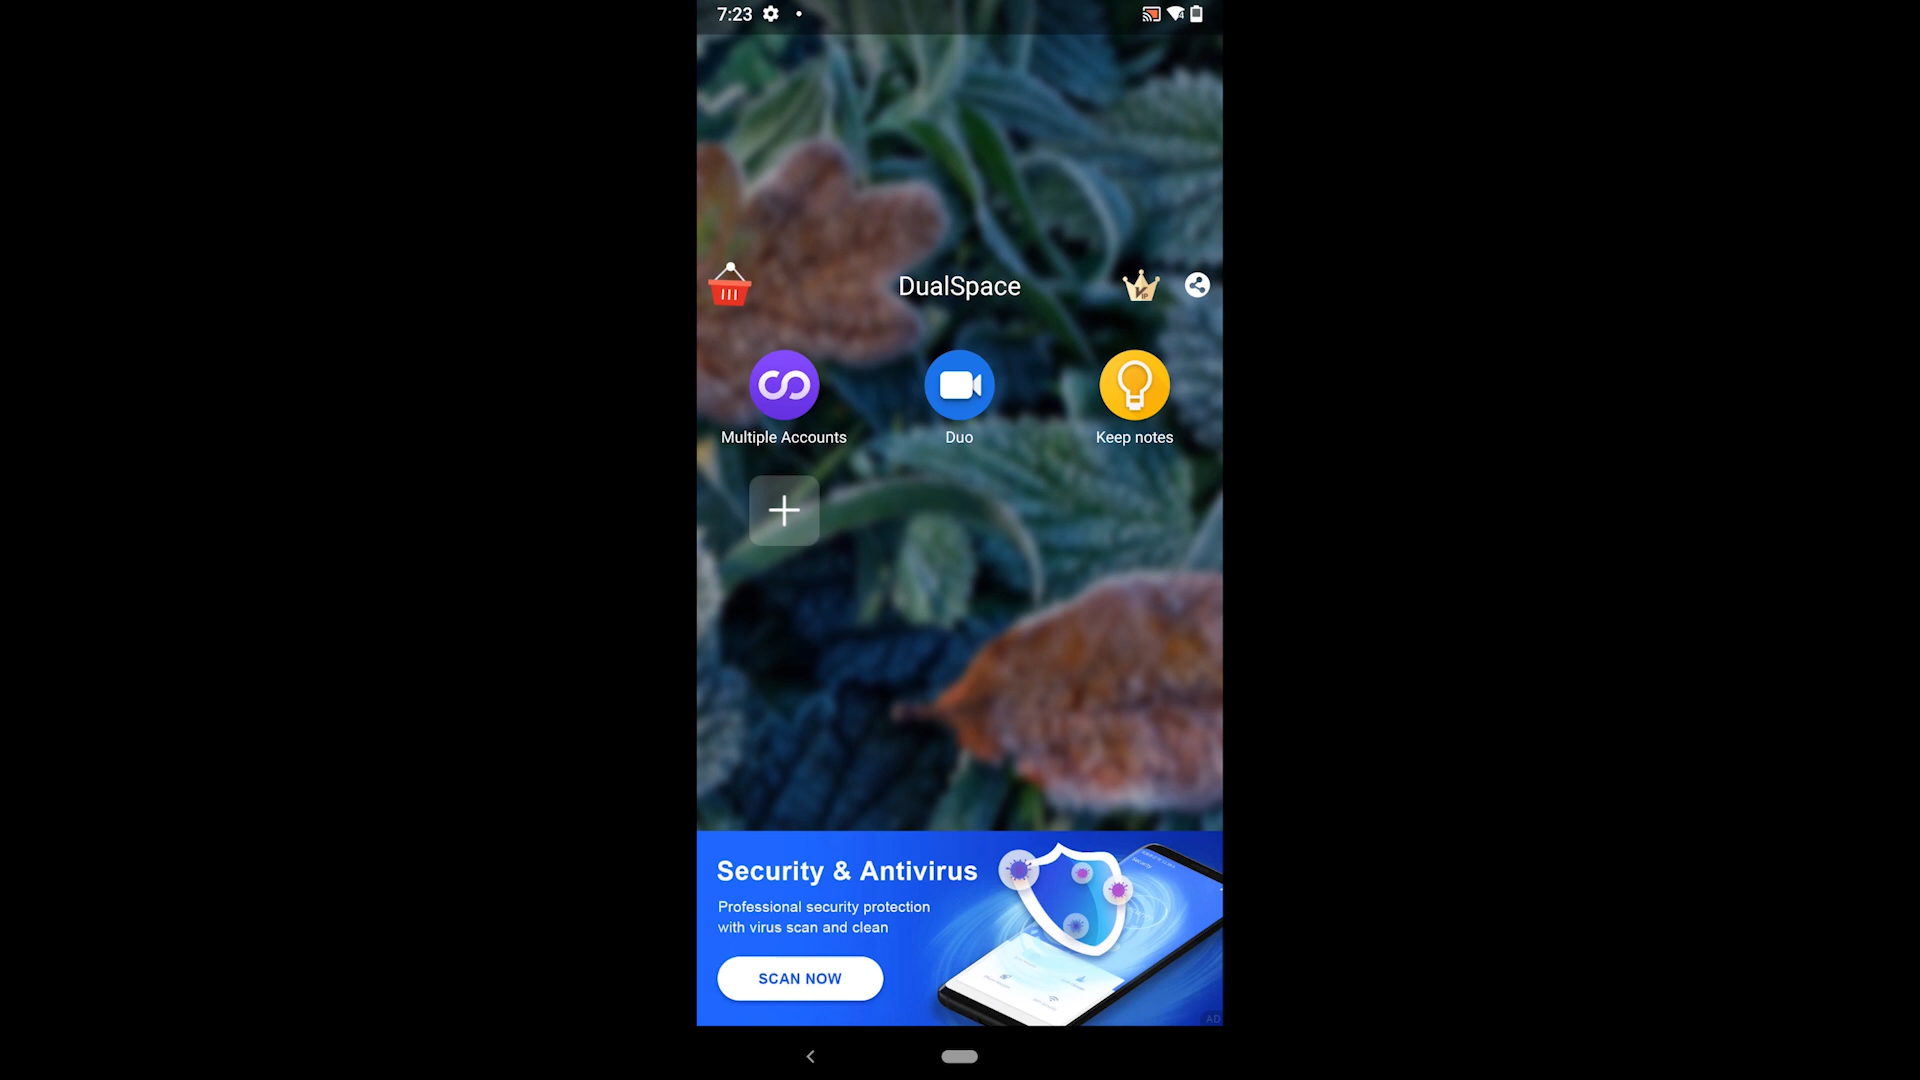 7:23
DualSpace
VIP
Multiple Accounts
Duo
Keep notes
Security & Antivirus
Professional security protection
with virus scan and clean
SCAN NOW
AD